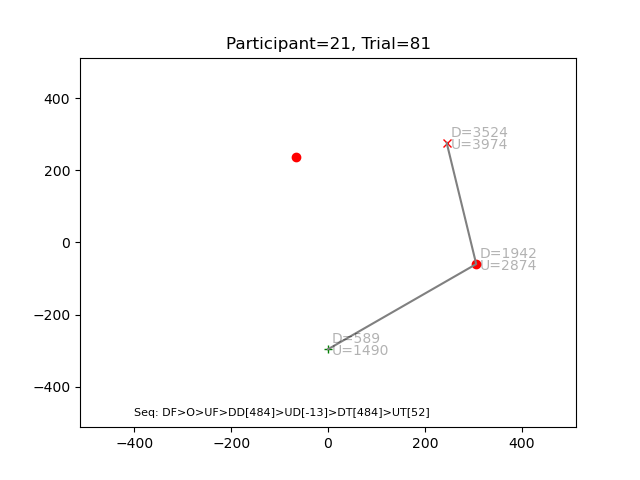 Participant=21, Trial=81
400
200
0
−200
−400
D=3524
U=3974
D=1942
U=2874
D=589
U=1490
Seq: DF>O>UF>DD[484]>UD[-13]>DT[484]>UT[52]
−400 −200 0 200 400